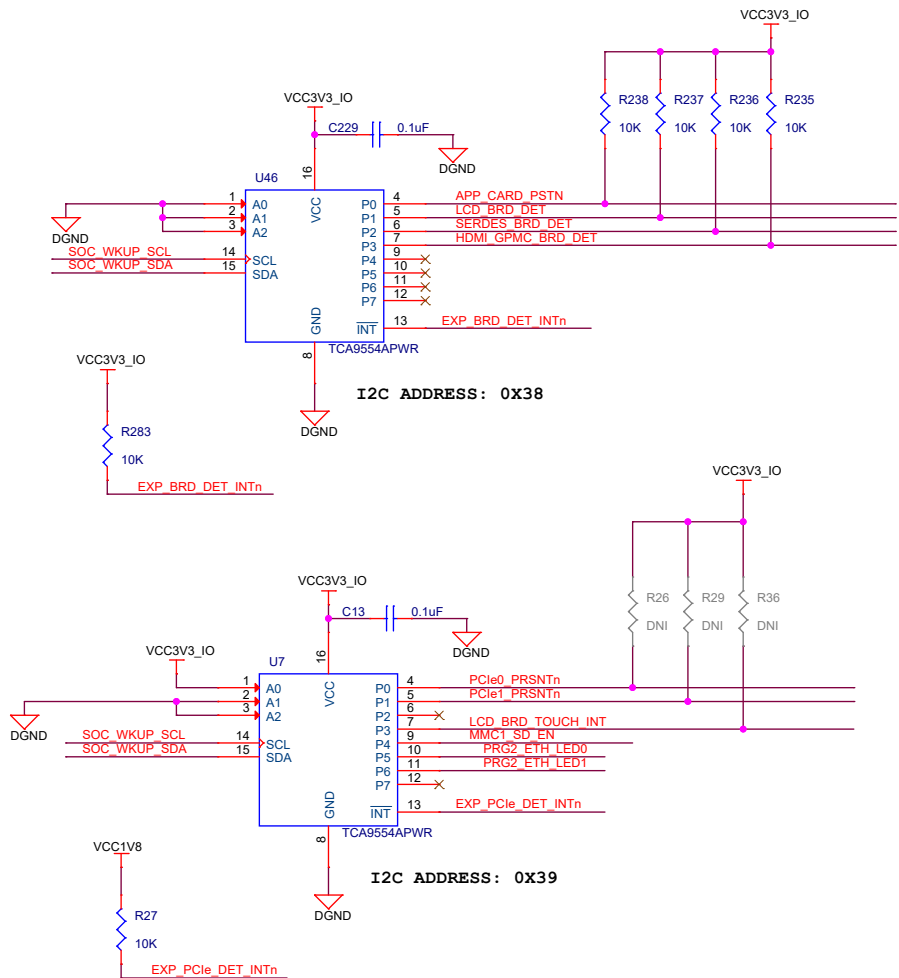 VCC3V3_IO
R238
R237
R236
R235
10K
10K
10K
10K
VCC3V3_IO
C229
0.1uF
DGND
U46
16
VCC
1
A0
2
A1
3
A2
DGND
14
SCL
SOC_WKUP_SCL
15
SDA
SOC_WKUP_SDA
P0
4
APP_CARD_PSTN
P1
5
LCD_BRD_DET
P2
6
SERDES_BRD_DET
P3
7
HDMI_GPMC_BRD_DET
P4
9
P5
10
P6
11
P7
12
INT
13
EXP_BRD_DET_INTn
GND
8
TCA9554APWR
DGND
I2C ADDRESS: 0X38
VCC3V3_IO
R283
10K
EXP_BRD_DET_INTn
VCC3V3_IO
R26
R29
R36
DNI
DNI
DNI
VCC3V3_IO
C13
0.1uF
DGND
VCC3V3_IO
U7
16
VCC
1
A0
2
A1
3
A2
DGND
14
SCL
SOC_WKUP_SCL
15
SDA
SOC_WKUP_SDA
P0
4
PCIe0_PRSNTn
P1
5
PCIe1_PRSNTn
P2
6
P3
7
LCD_BRD_TOUCH_INT
P4
9
MMC1_SD_EN
P5
10
PRG2_ETH_LED0
P6
11
PRG2_ETH_LED1
P7
12
INT
13
EXP_PCIe_DET_INTn
GND
8
TCA9554APWR
DGND
I2C ADDRESS: 0X39
VCC1V8
R27
10K
EXP_PCIe_DET_INTn